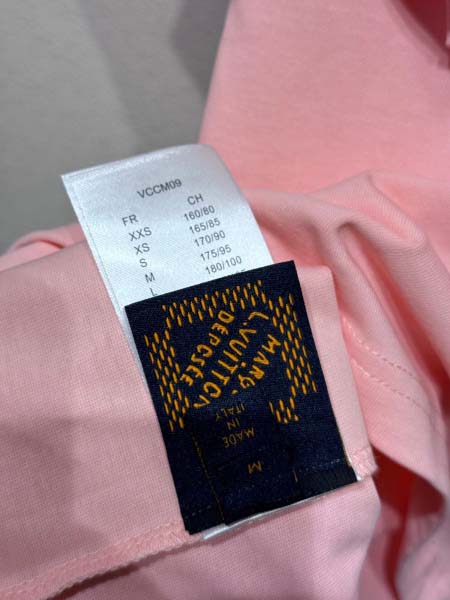 VCCM09
FR CH
XXS 160/80
XS 165/85
S 170/90
M 175/95
L 180/100
MARQ.
L.VUITTON
DEPOSÉE
MADE
IN
ITALY
M